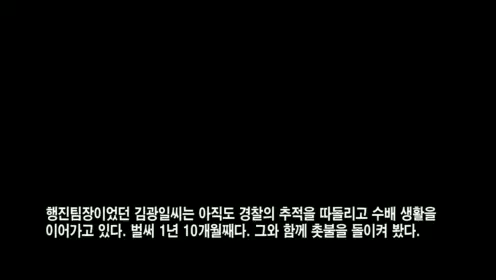 행진팀장이었던 김광일씨는 아직도 경찰의 추적을 따돌리고 수배 생활을
이어가고 있다. 벌써 1년 10개월째다. 그와 함께 촛불을 돌이켜 봤다.